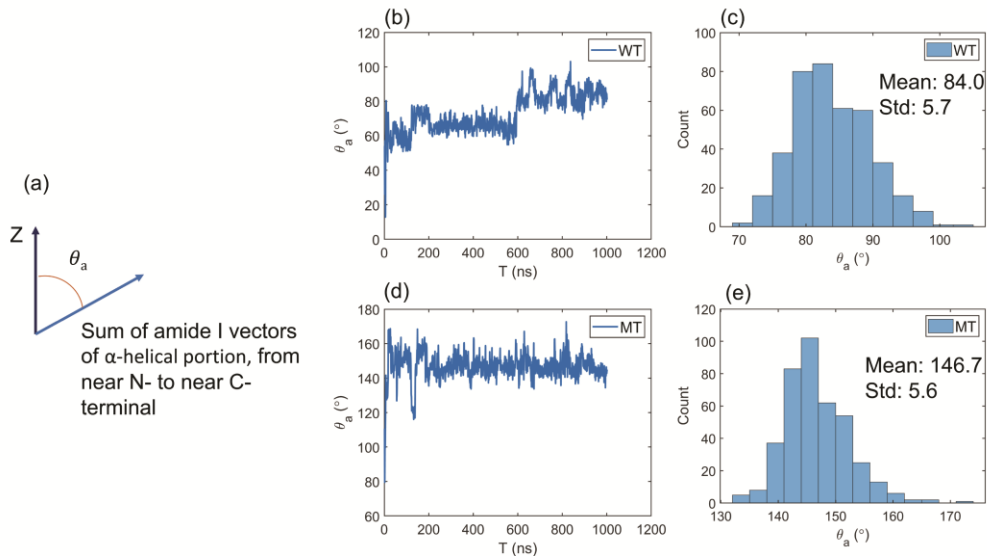 (a)
Z
θa
Sum of amide I vectors
of α-helical portion, from
near N- to near C-
terminal
(b)
WT
120
100
80
60
40
20
0
θa (°)
0 200 400 600 800 1000 1200
T (ns)
(c)
WT
Mean: 84.0
Std: 5.7
100
80
60
40
20
0
Count
70 80 90 100
θa (°)
(d)
MT
180
160
140
120
100
80
60
θa (°)
0 200 400 600 800 1000 1200
T (ns)
(e)
MT
Mean: 146.7
Std: 5.6
120
100
80
60
40
20
0
Count
130 140 150 160 170
θa (°)